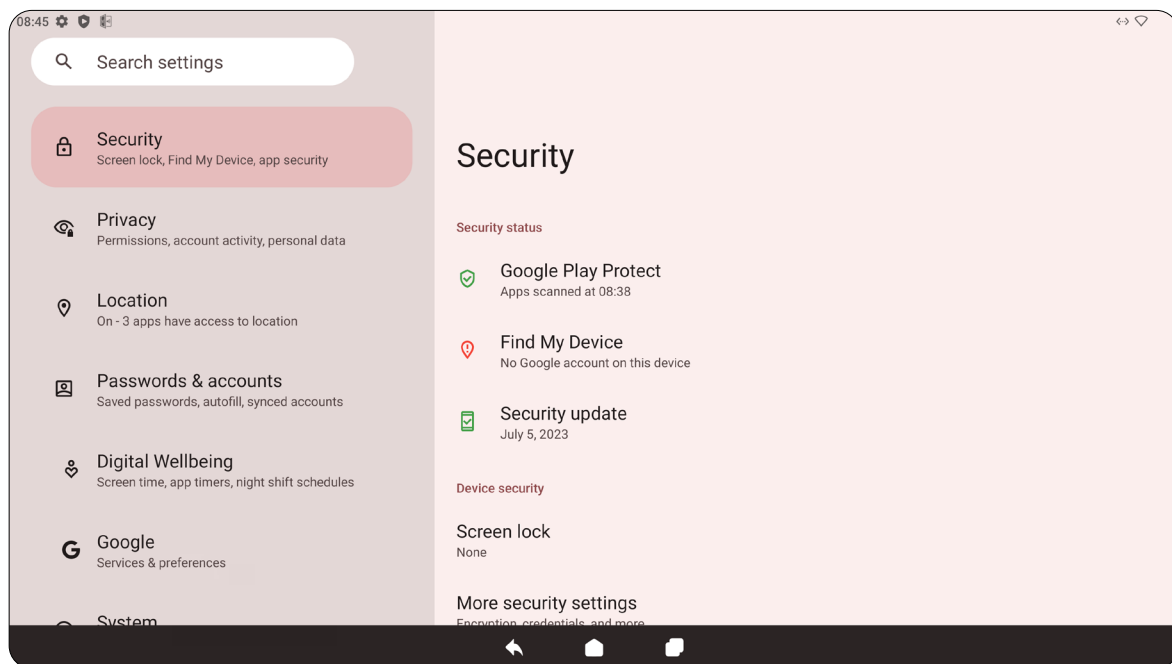 08:45
Search settings
Security
Screen lock, Find My Device, app security
Privacy
Permissions, account activity, personal data
Location
On - 3 apps have access to location
Passwords & accounts
Saved passwords, autofill, synced accounts
Digital Wellbeing
Screen time, app timers, night shift schedules
Google
Services & preferences
System
Security
Security status
Google Play Protect
Apps scanned at 08:38
Find My Device
No Google account on this device
Security update
July 5, 2023
Device security
Screen lock
None
More security settings
Encryption, credentials, and more